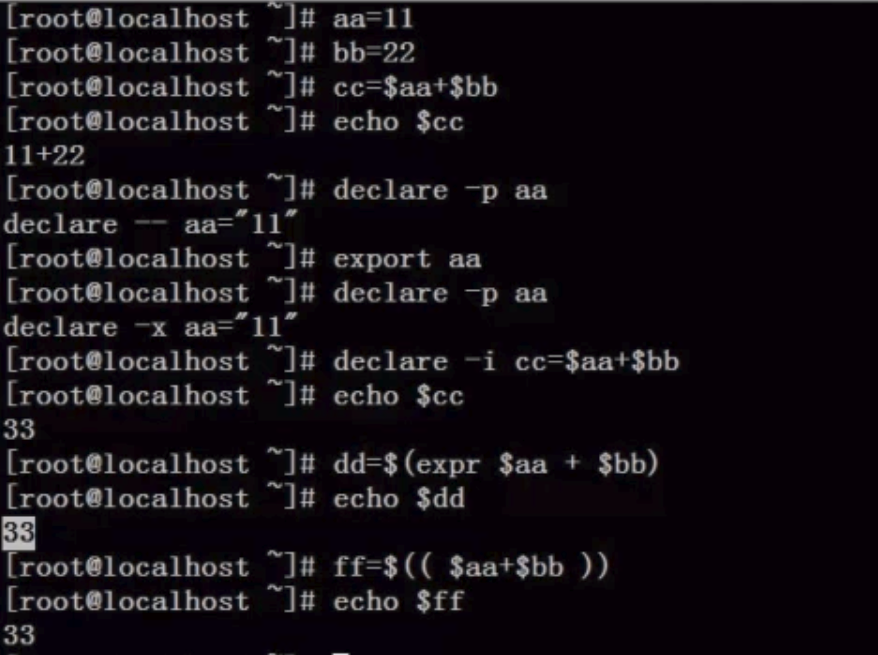 [root@localhost ~]# aa=11
[root@localhost ~]# bb=22
[root@localhost ~]# cc=$aa+$bb
[root@localhost ~]# echo $cc
11+22
[root@localhost ~]# declare -p aa
declare -- aa="11"
[root@localhost ~]# export aa
[root@localhost ~]# declare -p aa
declare -x aa="11"
[root@localhost ~]# declare -i cc=$aa+$bb
[root@localhost ~]# echo $cc
33
[root@localhost ~]# dd=$(expr $aa + $bb)
[root@localhost ~]# echo $dd
33
[root@localhost ~]# ff=$(( $aa+$bb ))
[root@localhost ~]# echo $ff
33